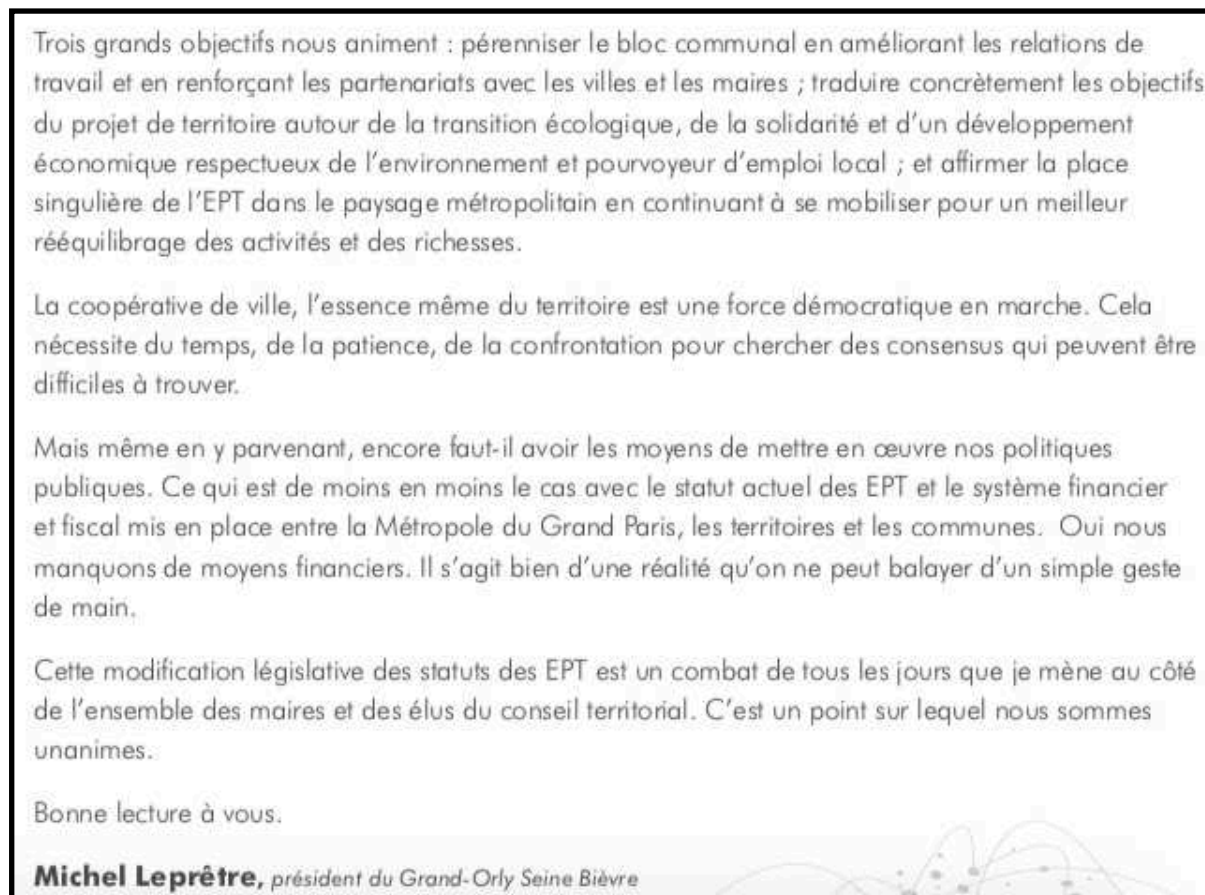 Trois grands objectifs nous animent : pérenniser le bloc communal en améliorant les relations de
travail et en renforçant les partenariats avec les villes et les maires ; traduire concrètement les objectifs
du projet de territoire autour de la transition écologique, de la solidarité et d'un développement
économique respectueux de l'environnement et pourvoyeur d'emploi local ; et affirmer la place
singulière de l'EPT dans le paysage métropolitain en continuant à se mobiliser pour un meilleur
rééquilibrage des activités et des richesses.
La coopérative de ville, l'essence même du territoire est une force démocratique en marche. Cela
nécessite du temps, de la patience, de la confrontation pour chercher des consensus qui peuvent être
difficiles à trouver.
Mais même en y parvenant, encore faut-il avoir les moyens de mettre en œuvre nos politiques
publiques. Ce qui est de moins en moins le cas avec le statut actuel des EPT et le système financier
et fiscal mis en place entre la Métropole du Grand Paris, les territoires et les communes. Oui nous
manquons de moyens financiers. Il s'agit bien d'une réalité qu'on ne peut balayer d'un simple geste
de main.
Cette modification législative des statuts des EPT est un combat de tous les jours que je mène au côté
de l'ensemble des maires et des élus du conseil territorial. C'est un point sur lequel nous sommes
unanimes.
Bonne lecture à vous.
Michel Leprêtre, président du Grand-Orly Seine Bièvre